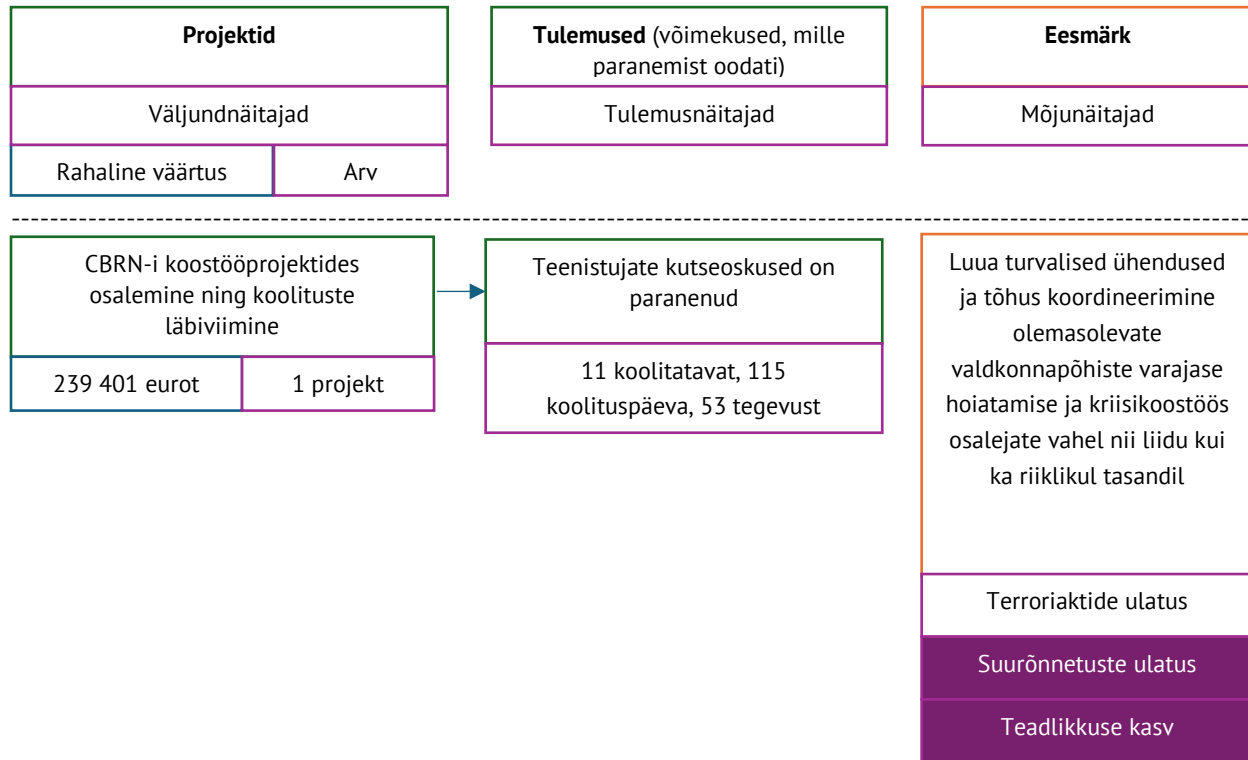 Projektid
Väljundnäitajad
Rahaline väärtus
Arv
Tulemused (võimekused, mille
paranemist oodati)
Tulemusnäitajad
Eesmärk
Mõjunäitajad
CBRN-i koostööprojektides
osalemine ning koolituste
läbiviimine
239 401 eurot
1 projekt
Teenistujate kutseoskused on
paranenud
11 koolitatavat, 115
koolituspäeva, 53 tegevust
Luua turvalised ühendused
ja tõhus koordineerimine
olemasolevate
valdkonnapõhiste varajase
hoiatamise ja kriisikoostöös
osalejate vahel nii liidu kui
ka riiklikul tasandil
Terroriaktide ulatus
Suurõnnetuste ulatus
Teadlikkuse kasv